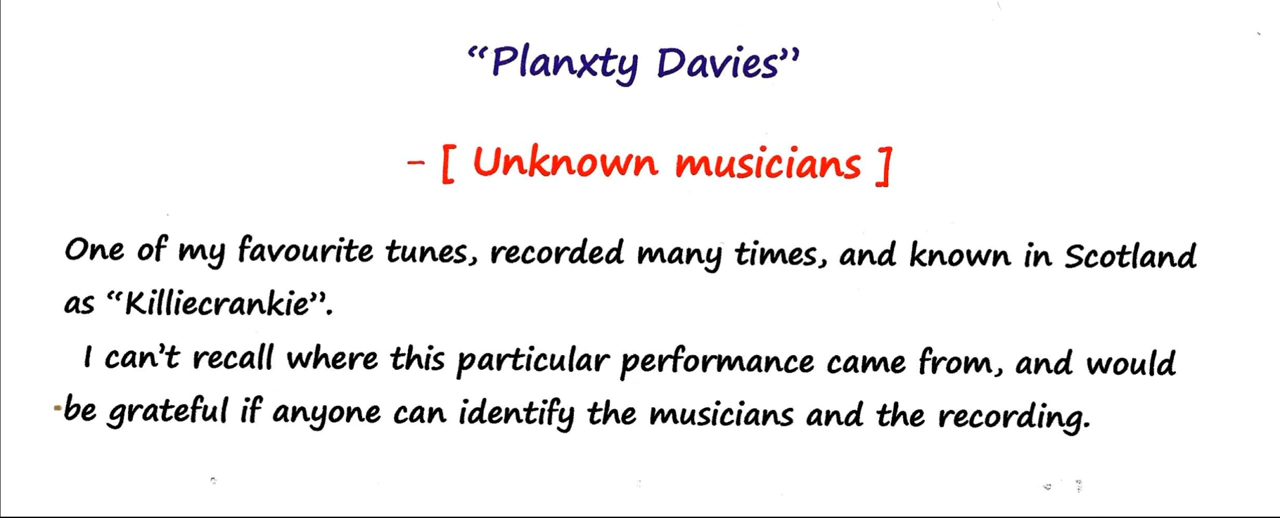 “Planxty Davies”
- [ Unknown musicians ]
One of my favourite tunes, recorded many times, and known in Scotland
as “Killiecrankie”.
I can’t recall where this particular performance came from, and would
be grateful if anyone can identify the musicians and the recording.